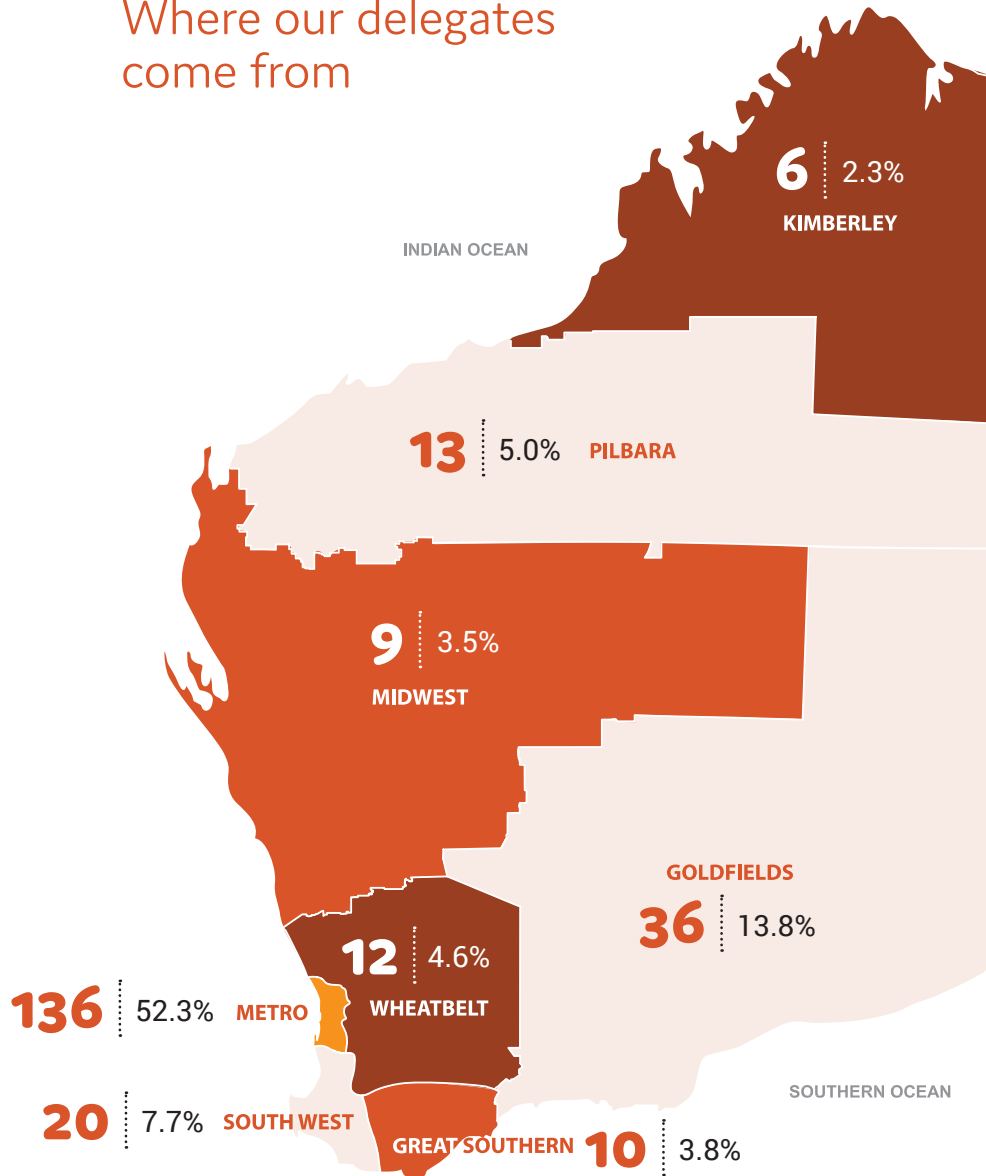 Where our delegates
come from
6 2.3%
KIMBERLEY
INDIAN OCEAN
13 5.0% PILBARA
9 3.5%
MIDWEST
GOLDFIELDS
36 13.8%
12 4.6%
WHEATBELT
136 52.3% METRO
SOUTHERN OCEAN
20 7.7% SOUTH WEST
GREAT SOUTHERN 10 3.8%